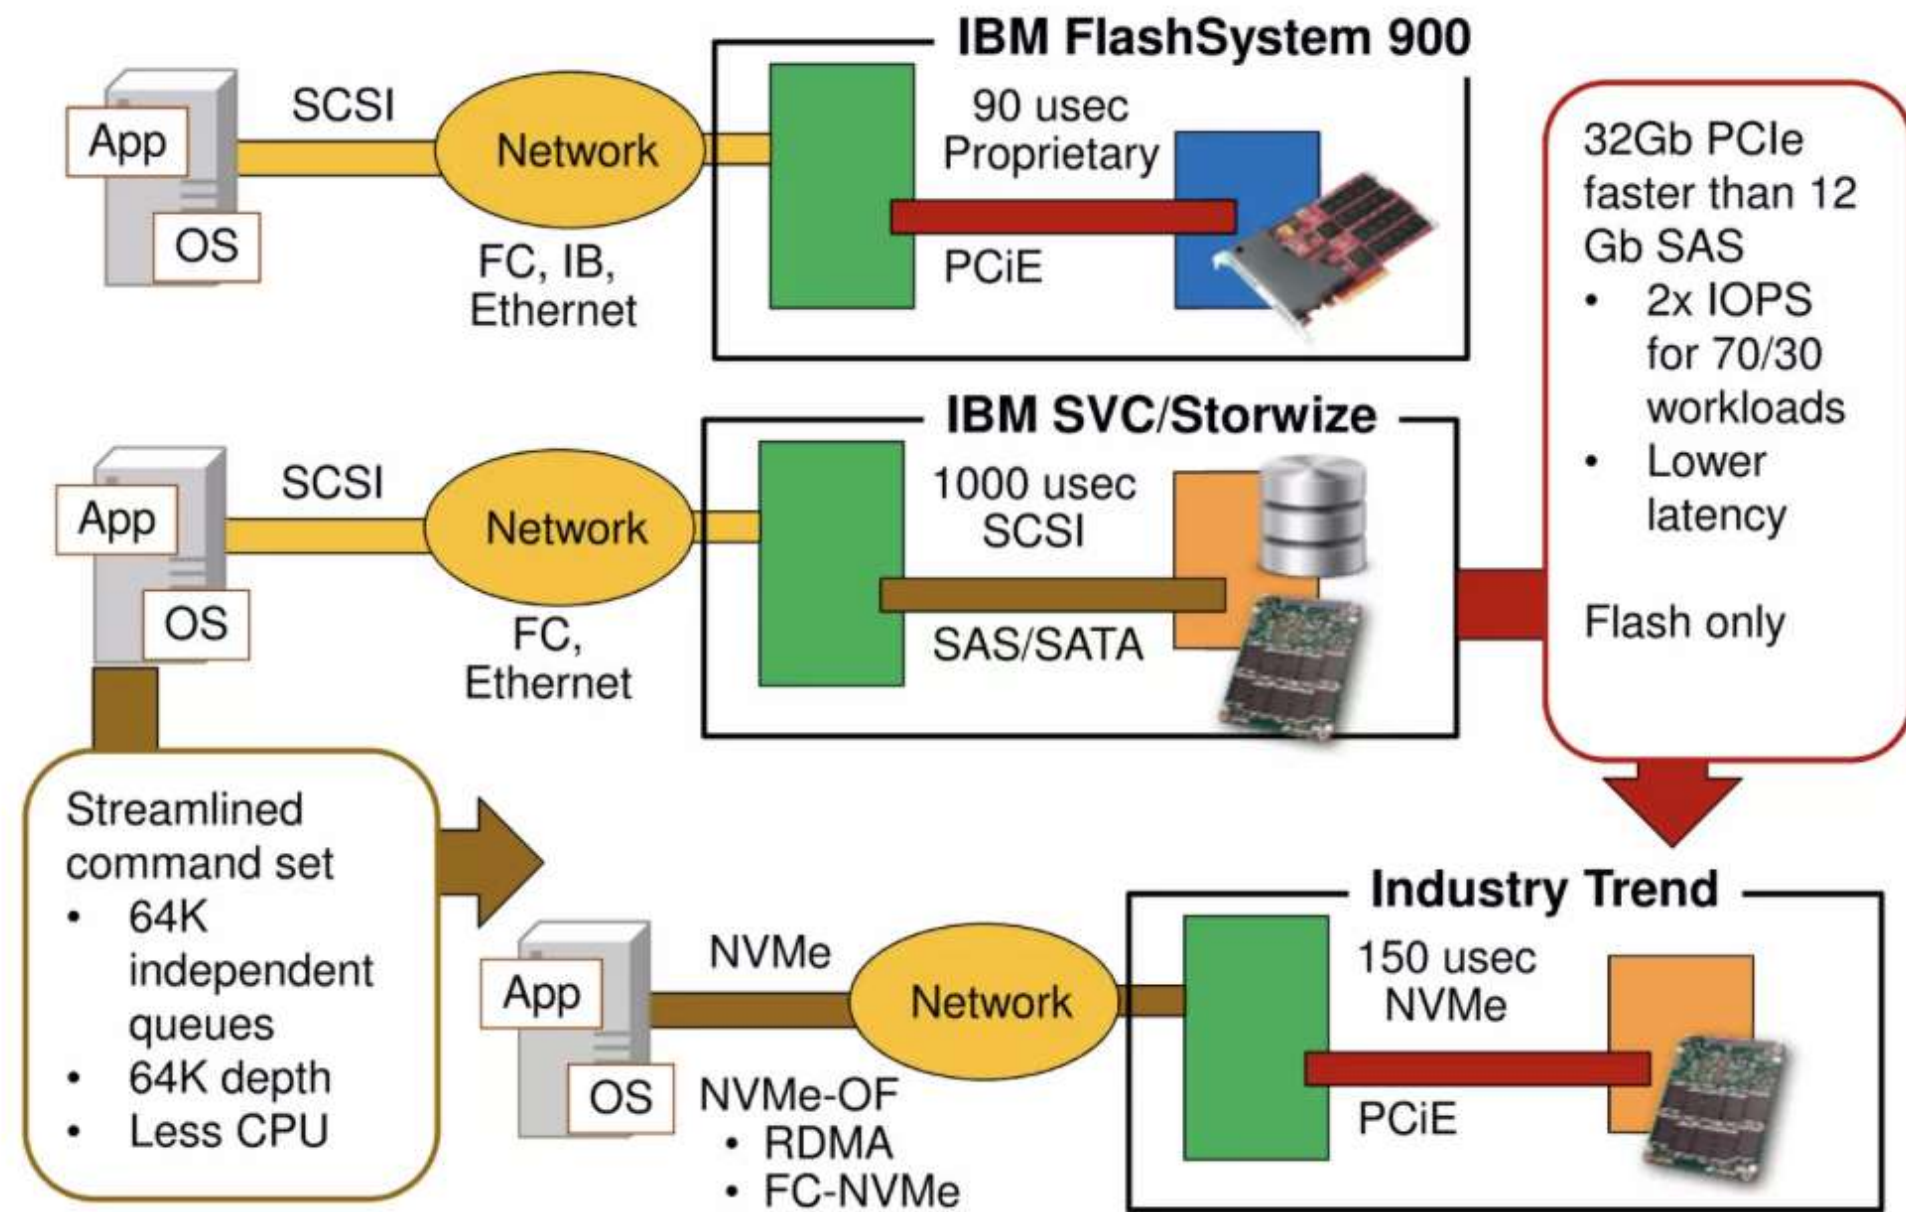 IBM FlashSystem 900
App
OS
SCSI
Network
FC, IB,
Ethernet
90 usec
Proprietary
PCiE
32Gb PCIe
faster than 12
Gb SAS
• 2x IOPS
for 70/30
workloads
• Lower
latency
Flash only
IBM SVC/Storwize
App
OS
SCSI
Network
FC,
Ethernet
1000 usec
SCSI
SAS/SATA
Streamlined
command set
• 64K
independent
queues
• 64K depth
• Less CPU
Industry Trend
App
OS
NVMe
Network
NVMe-OF
• RDMA
• FC-NVMe
150 usec
NVMe
PCiE